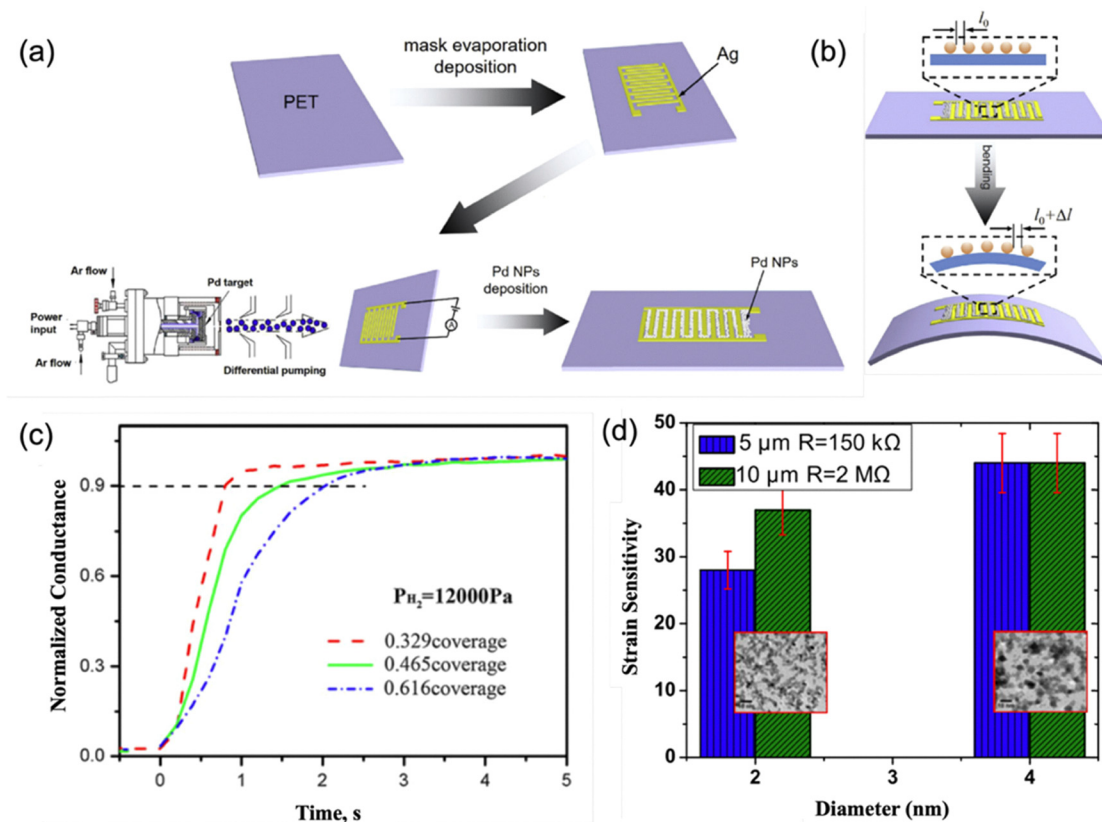 (a)
mask evaporation
deposition
PET
Ag
(b)
l₀
bending
l₀+Δl
Ar flow
Pd target
Power
input
Ar flow
Differential pumping
A
Pd NPs
deposition
Pd NPs
(c)
Normalized Conductance
0.9
0.6
0.3
0.0
P_H₂=12000Pa
0.329coverage
0.465coverage
0.616coverage
0 1 2 3 4 5
Time, s
(d)
Strain Sensitivity
50
40
30
20
10
0
5 μm R=150 kΩ
10 μm R=2 MΩ
2 3 4
Diameter (nm)